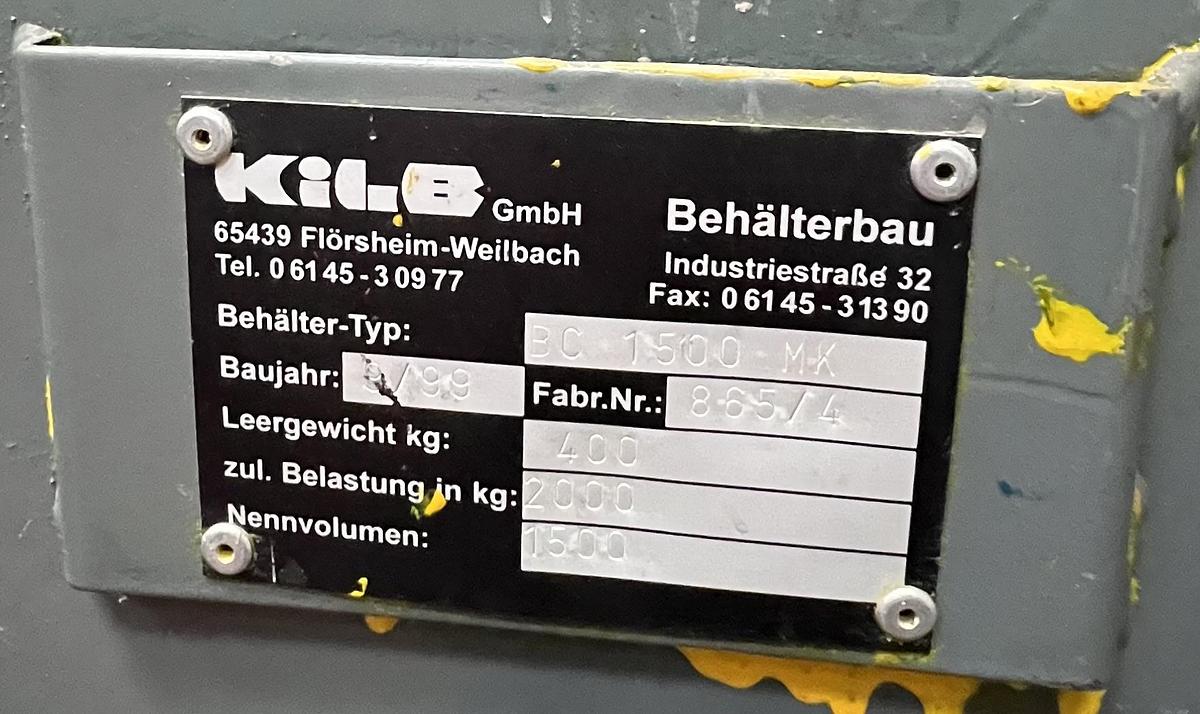 KiLB GmbH
Behälterbau
65439 Flörsheim-Weilbach
Industriestraße 32
Tel. 0 61 45 - 3 09 77
Fax: 0 61 45 - 3 13 90
Behälter-Typ: BC 1500 MK
Baujahr: 9/99 Fabr.Nr.: 865/4
Leergewicht kg: 400
zul. Belastung in kg: 2000
Nennvolumen: 1500